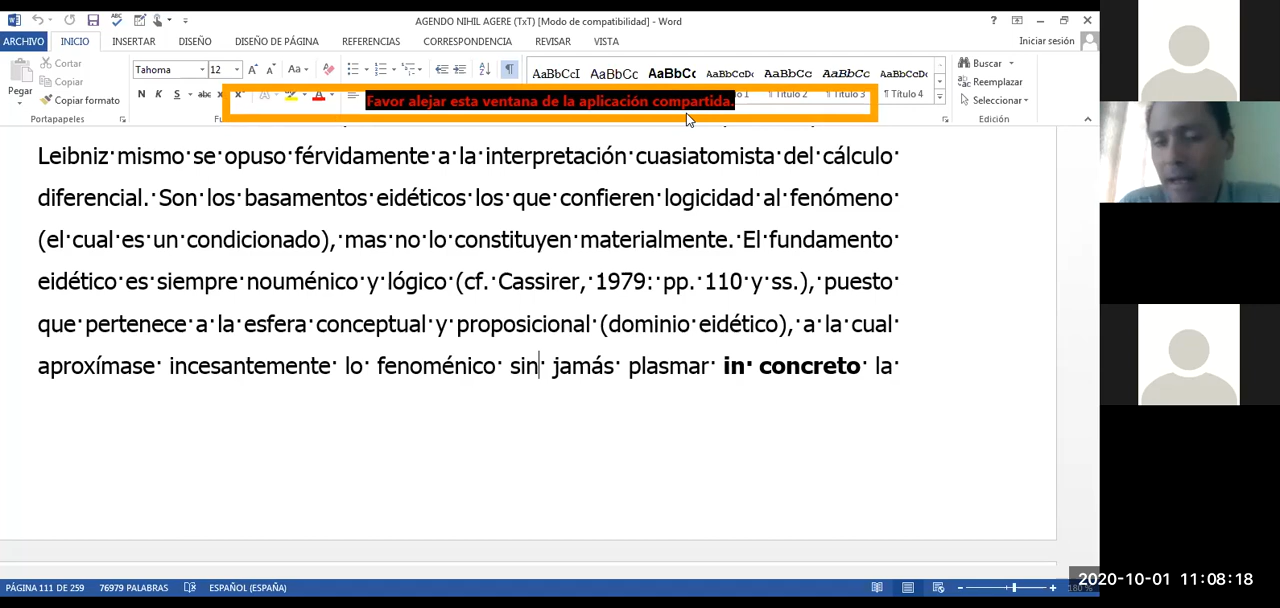 AGENDO NIHIL AGERE (TxT) [Modo de compatibilidad] - Word
ARCHIVO INICIO INSERTAR DISEÑO DISEÑO DE PÁGINA REFERENCIAS CORRESPONDENCIA REVISAR VISTA Iniciar sesión
Cortar
Copiar
Copiar formato
Pegar
Portapapeles
Tahoma 12
N K S abc
AaBbCcI AaBbCc AaBbCc AaBbCcDc AaBbCc AaBbCc AaBbCcDc
Favor alejar esta ventana de la aplicación compartida.
¶ Título 2 ¶ Título 3 ¶ Título 4
Buscar
Reemplazar
Seleccionar
Edición
Leibniz mismo se opuso férvidamente a la interpretación cuasiatomista del cálculo
diferencial. Son los basamentos eidéticos los que confieren logicidad al fenómeno
(el cual es un condicionado), mas no lo constituyen materialmente. El fundamento
eidético es siempre nouménico y lógico (cf. Cassirer, 1979: pp. 110 y ss.), puesto
que pertenece a la esfera conceptual y proposicional (dominio eidético), a la cual
aproxímase incesantemente lo fenoménico sin jamás plasmar in concreto la
PÁGINA 111 DE 259 76979 PALABRAS ESPAÑOL (ESPAÑA)
180 %
2020-10-01 11:08:18